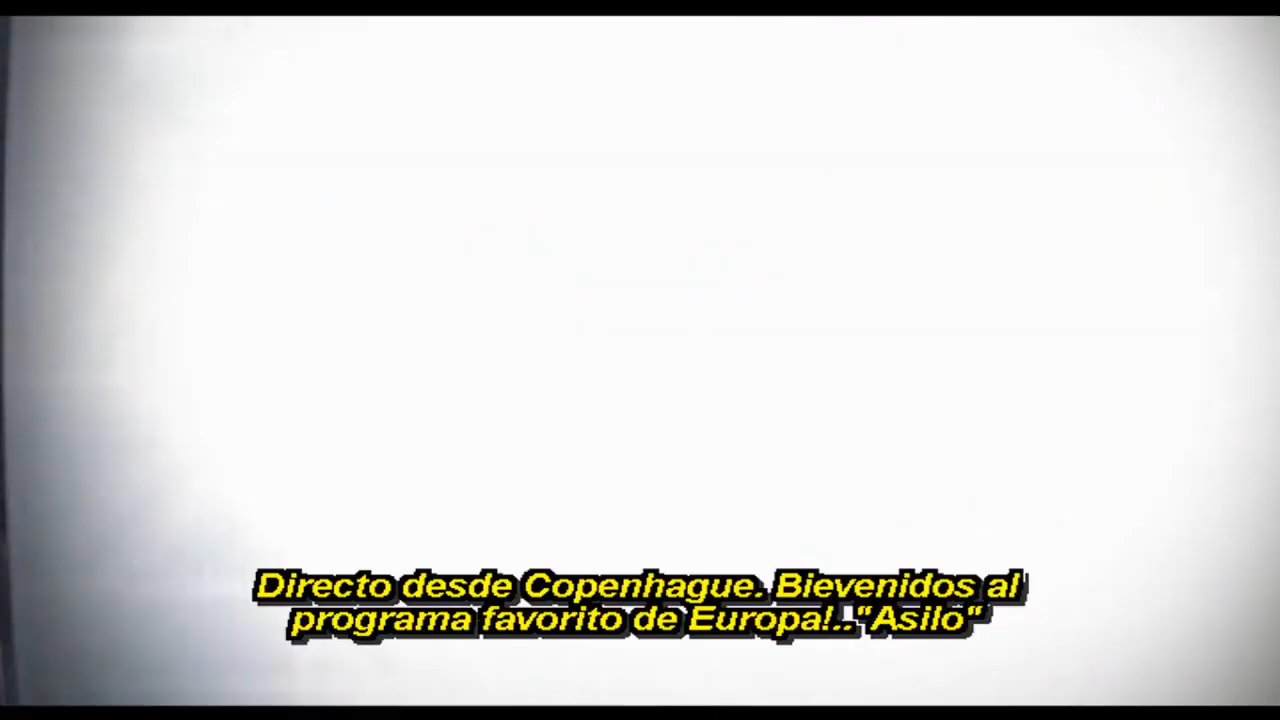 Directo desde Copenhague. Bievenidos al
programa favorito de Europa!.."Asilo"